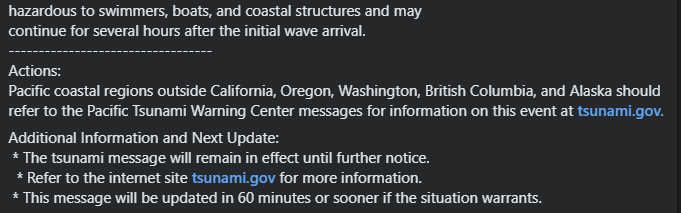 hazardous to swimmers, boats, and coastal structures and may
continue for several hours after the initial wave arrival.
----------------------------------
Actions:
Pacific coastal regions outside California, Oregon, Washington, British Columbia, and Alaska should
refer to the Pacific Tsunami Warning Center messages for information on this event at tsunami.gov.
Additional Information and Next Update:
* The tsunami message will remain in effect until further notice.
* Refer to the internet site tsunami.gov for more information.
* This message will be updated in 60 minutes or sooner if the situation warrants.